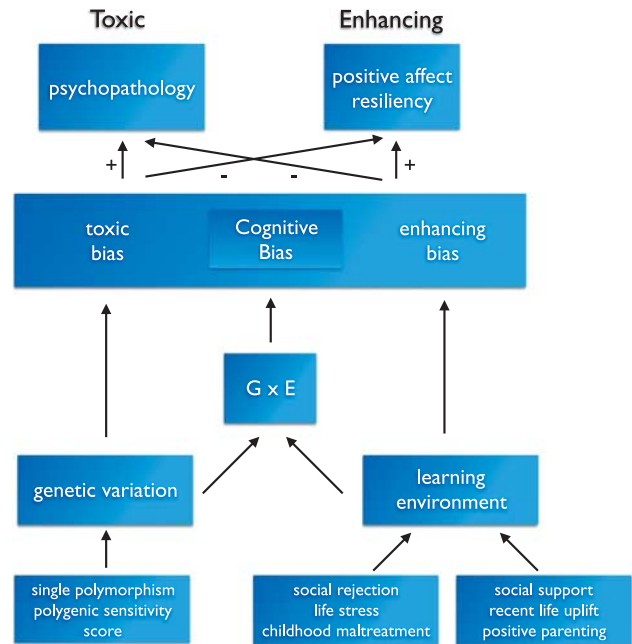 Toxic
Enhancing
psychopathology
positive affect
resiliency
+
-
-
+
toxic
bias
Cognitive
Bias
enhancing
bias
G x E
genetic variation
learning
environment
single polymorphism
polygenic sensitivity
score
social rejection
life stress
childhood maltreatment
social support
recent life uplift
positive parenting